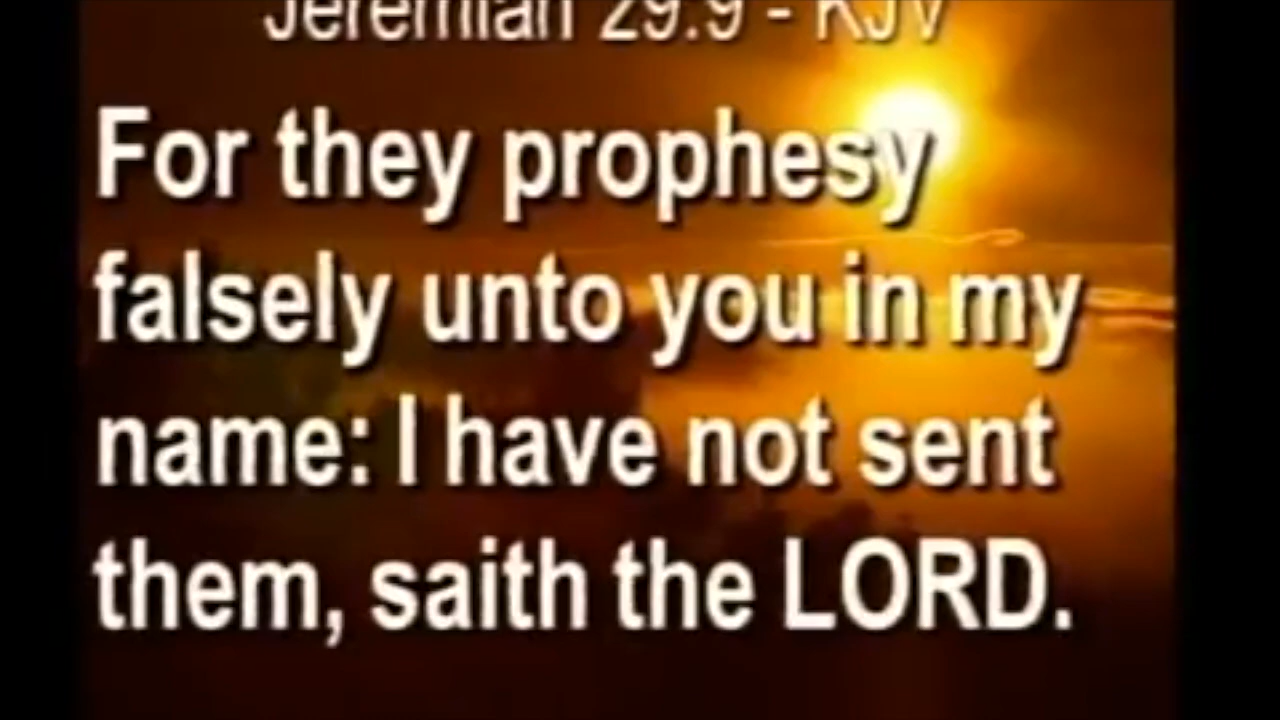 Jeremiah 29:9 - KJV
For they prophesy
falsely unto you in my
name: I have not sent
them, saith the LORD.